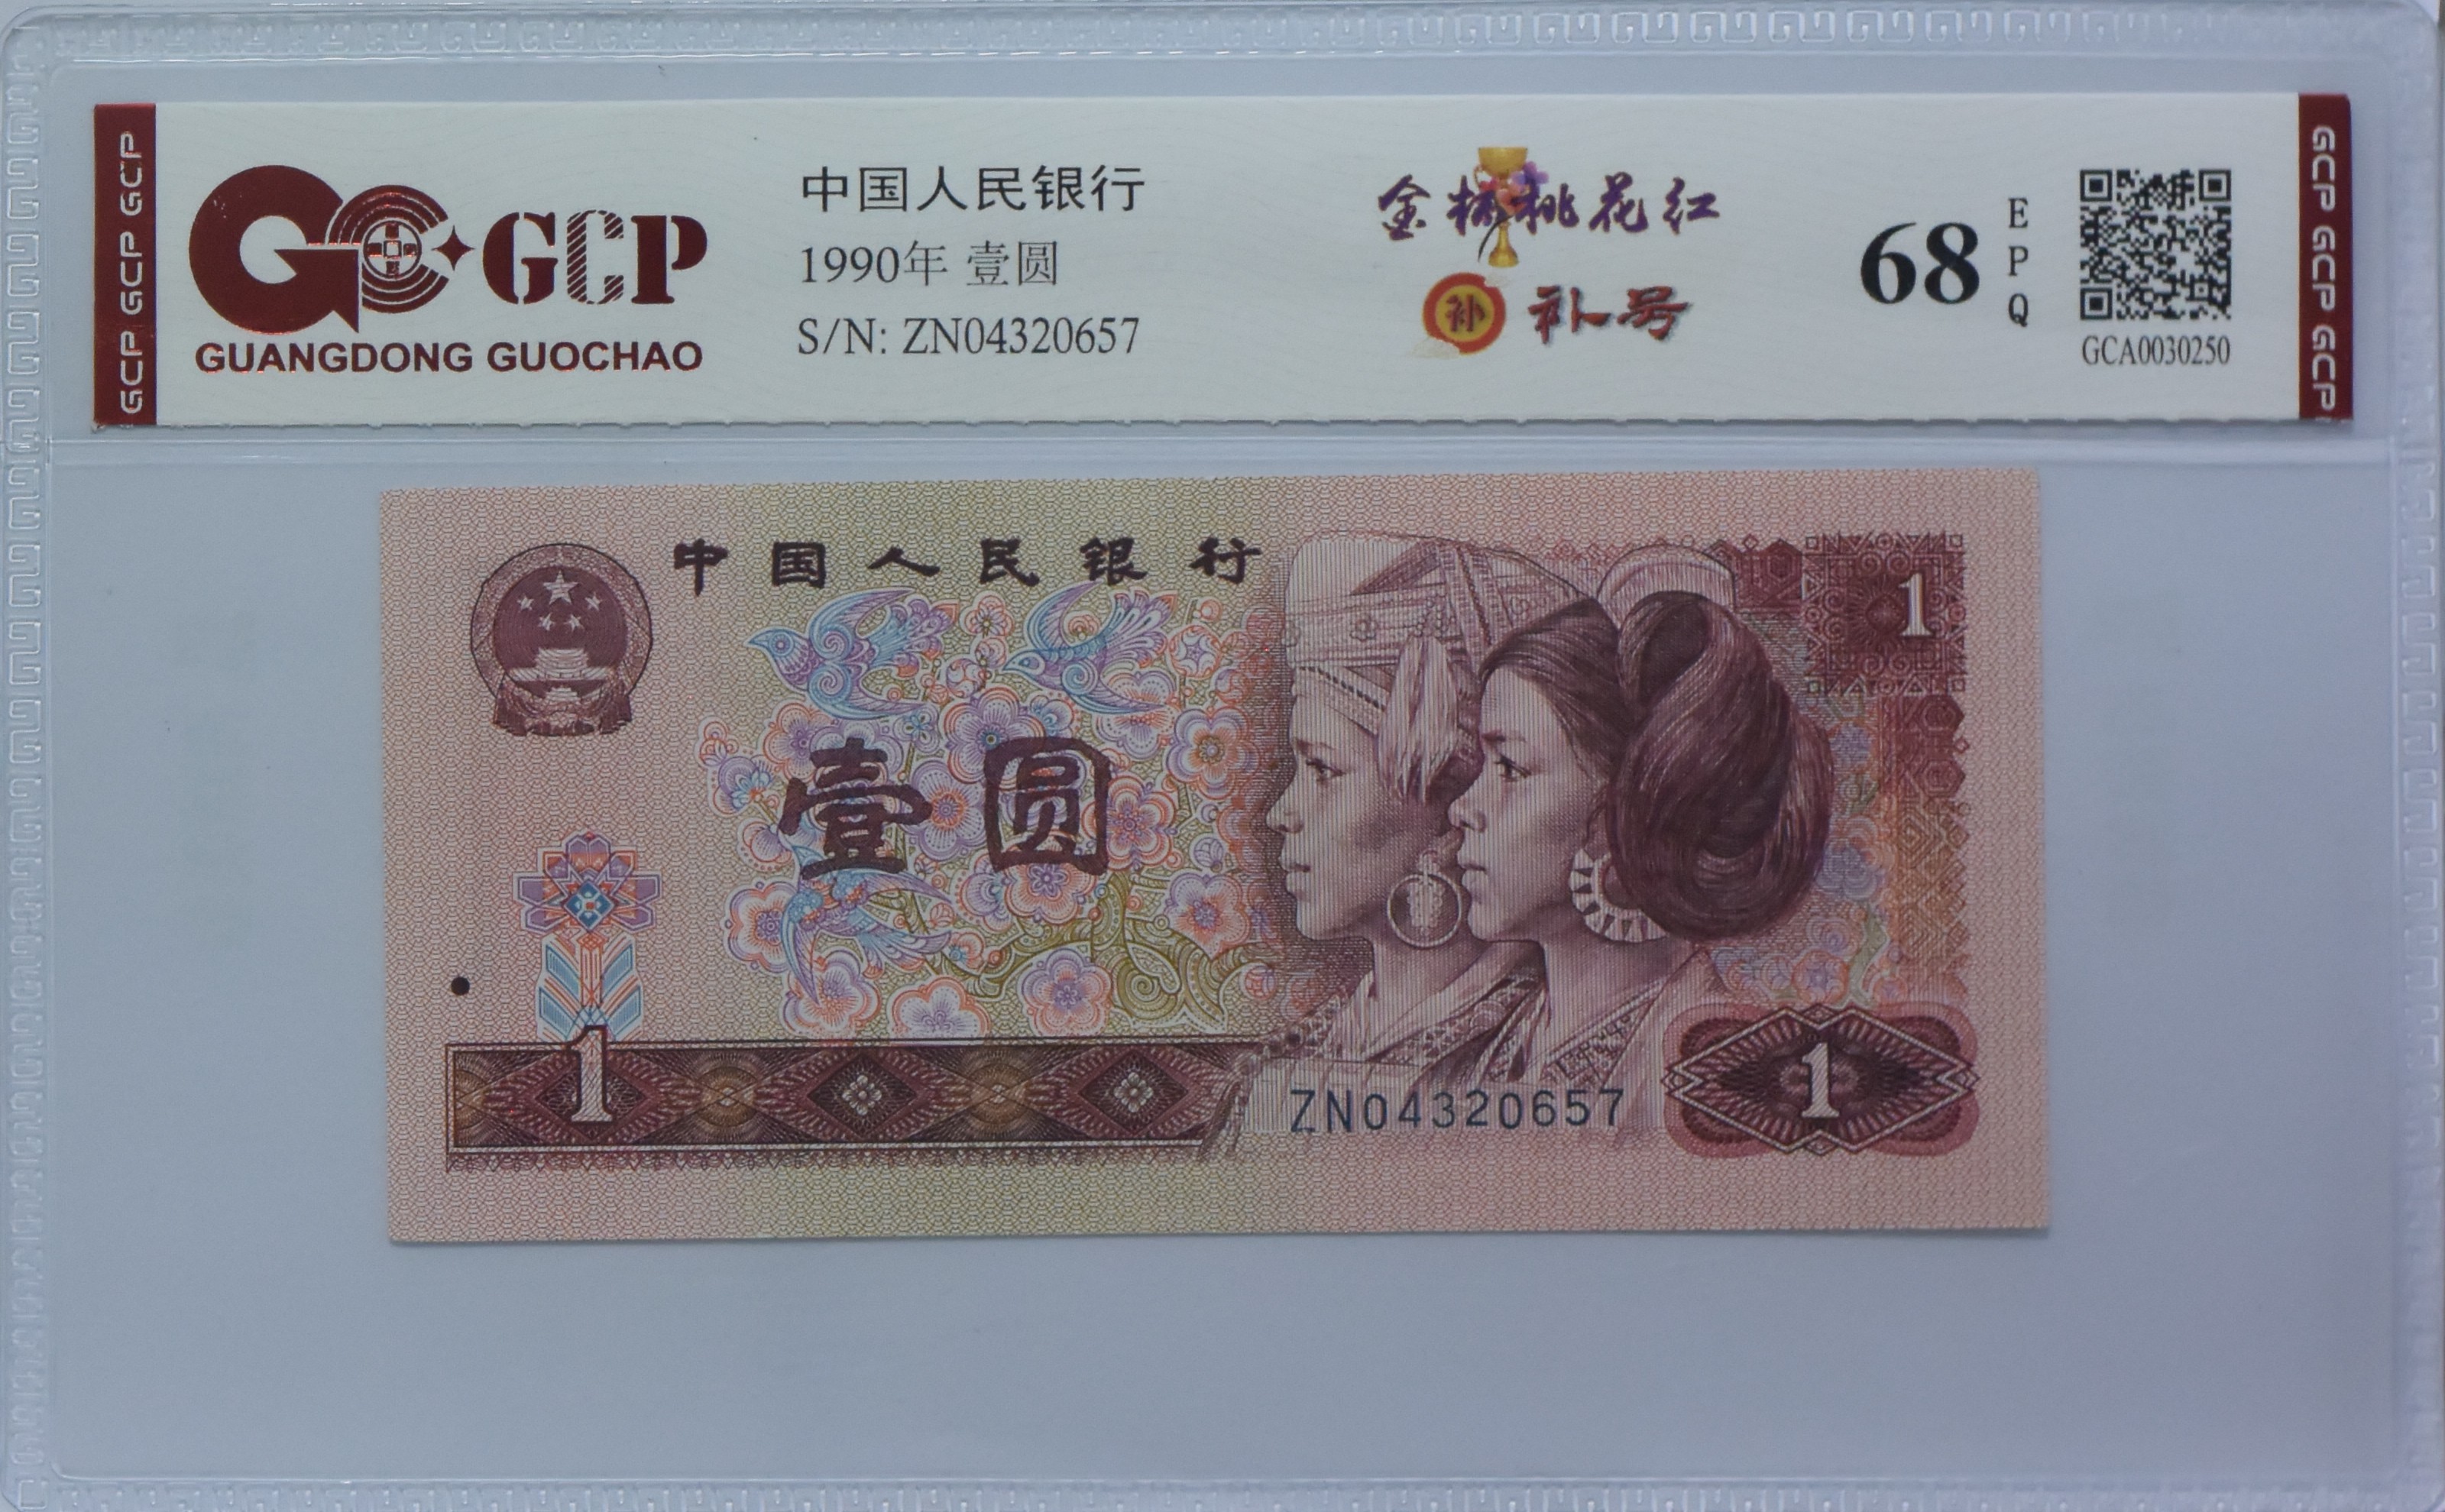 GCP GCP GCP
GCP
GUANGDONG GUOCHAO
中国人民银行
1990年 壹圆
S/N: ZN04320657
金杯桃花红
补 补号
68
EPQ
GCA0030250
GCP GCP GCP
中国人民银行
1
壹圆
1
ZN04320657
1